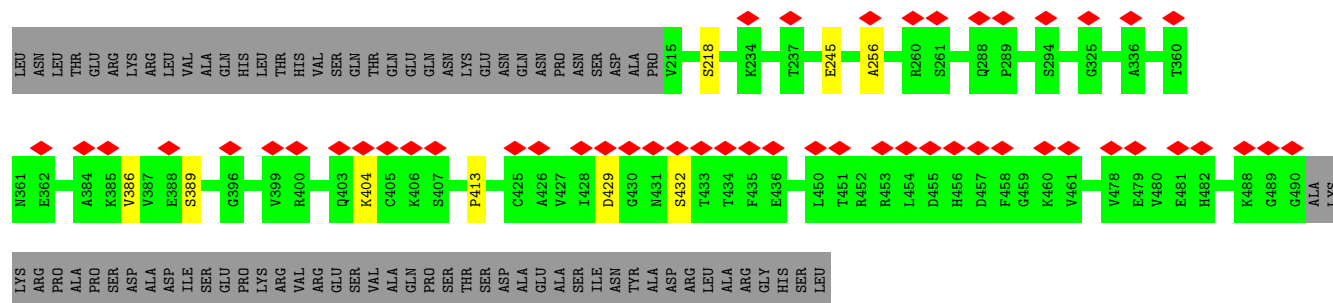 LEU ASN LEU THR GLU ARG LYS ARG LEU VAL ALA GLN HIS LEU THR HIS VAL SER GLN THR GLN GLU GLN ASN LYS GLU ASN GLN ASN PRO ASN SER ASP ALA PRO V215 S218 K234 T237 E245 A256 R260 S261 Q288 P289 S294 G325 A336 T360
N361 E362 A384 K385 V386 V387 E388 S389 G396 V399 R400 Q403 K404 C405 K406 S407 P413 C425 A426 V427 I428 D429 G430 N431 S432 T433 T434 F435 E436 L450 T451 R452 R453 L454 D455 H456 D457 F458 G459 K460 V461 V478 E479 V480 E481 H482 K488 G489 G490 ALA LYS
LYS ARG PRO ALA PRO SER ASP ALA ASP ILE SER GLU PRO LYS ARG VAL ARG GLU SER VAL ALA GLN PRO SER THR SER ASP ALA GLU ALA SER ILE ASN TYR ALA ASP ARG LEU ALA ARG GLY HIS SER LEU